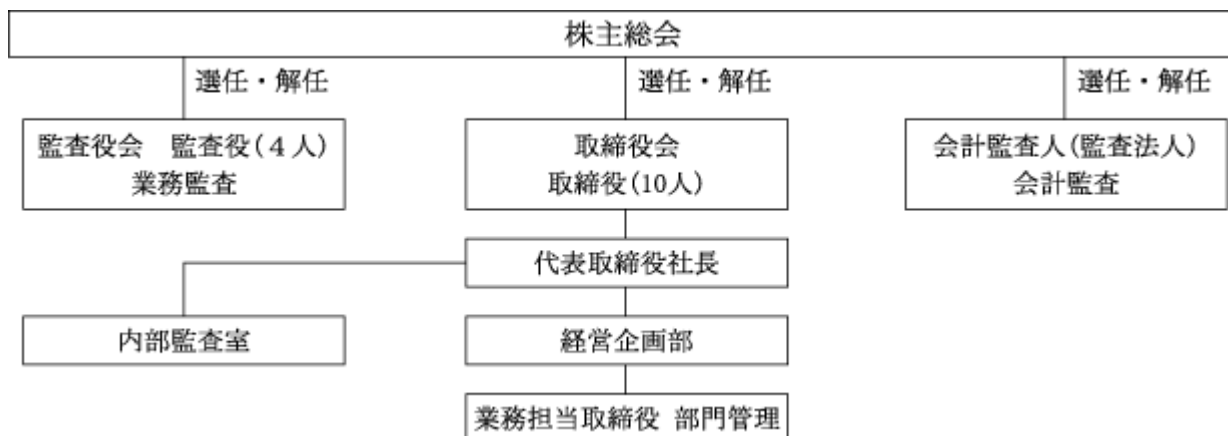 株主総会
選任・解任
選任・解任
選任・解任
監査役会　監査役(４人)
業務監査
取締役会
取締役(10人)
会計監査人(監査法人)
会計監査
代表取締役社長
内部監査室
経営企画部
業務担当取締役 部門管理